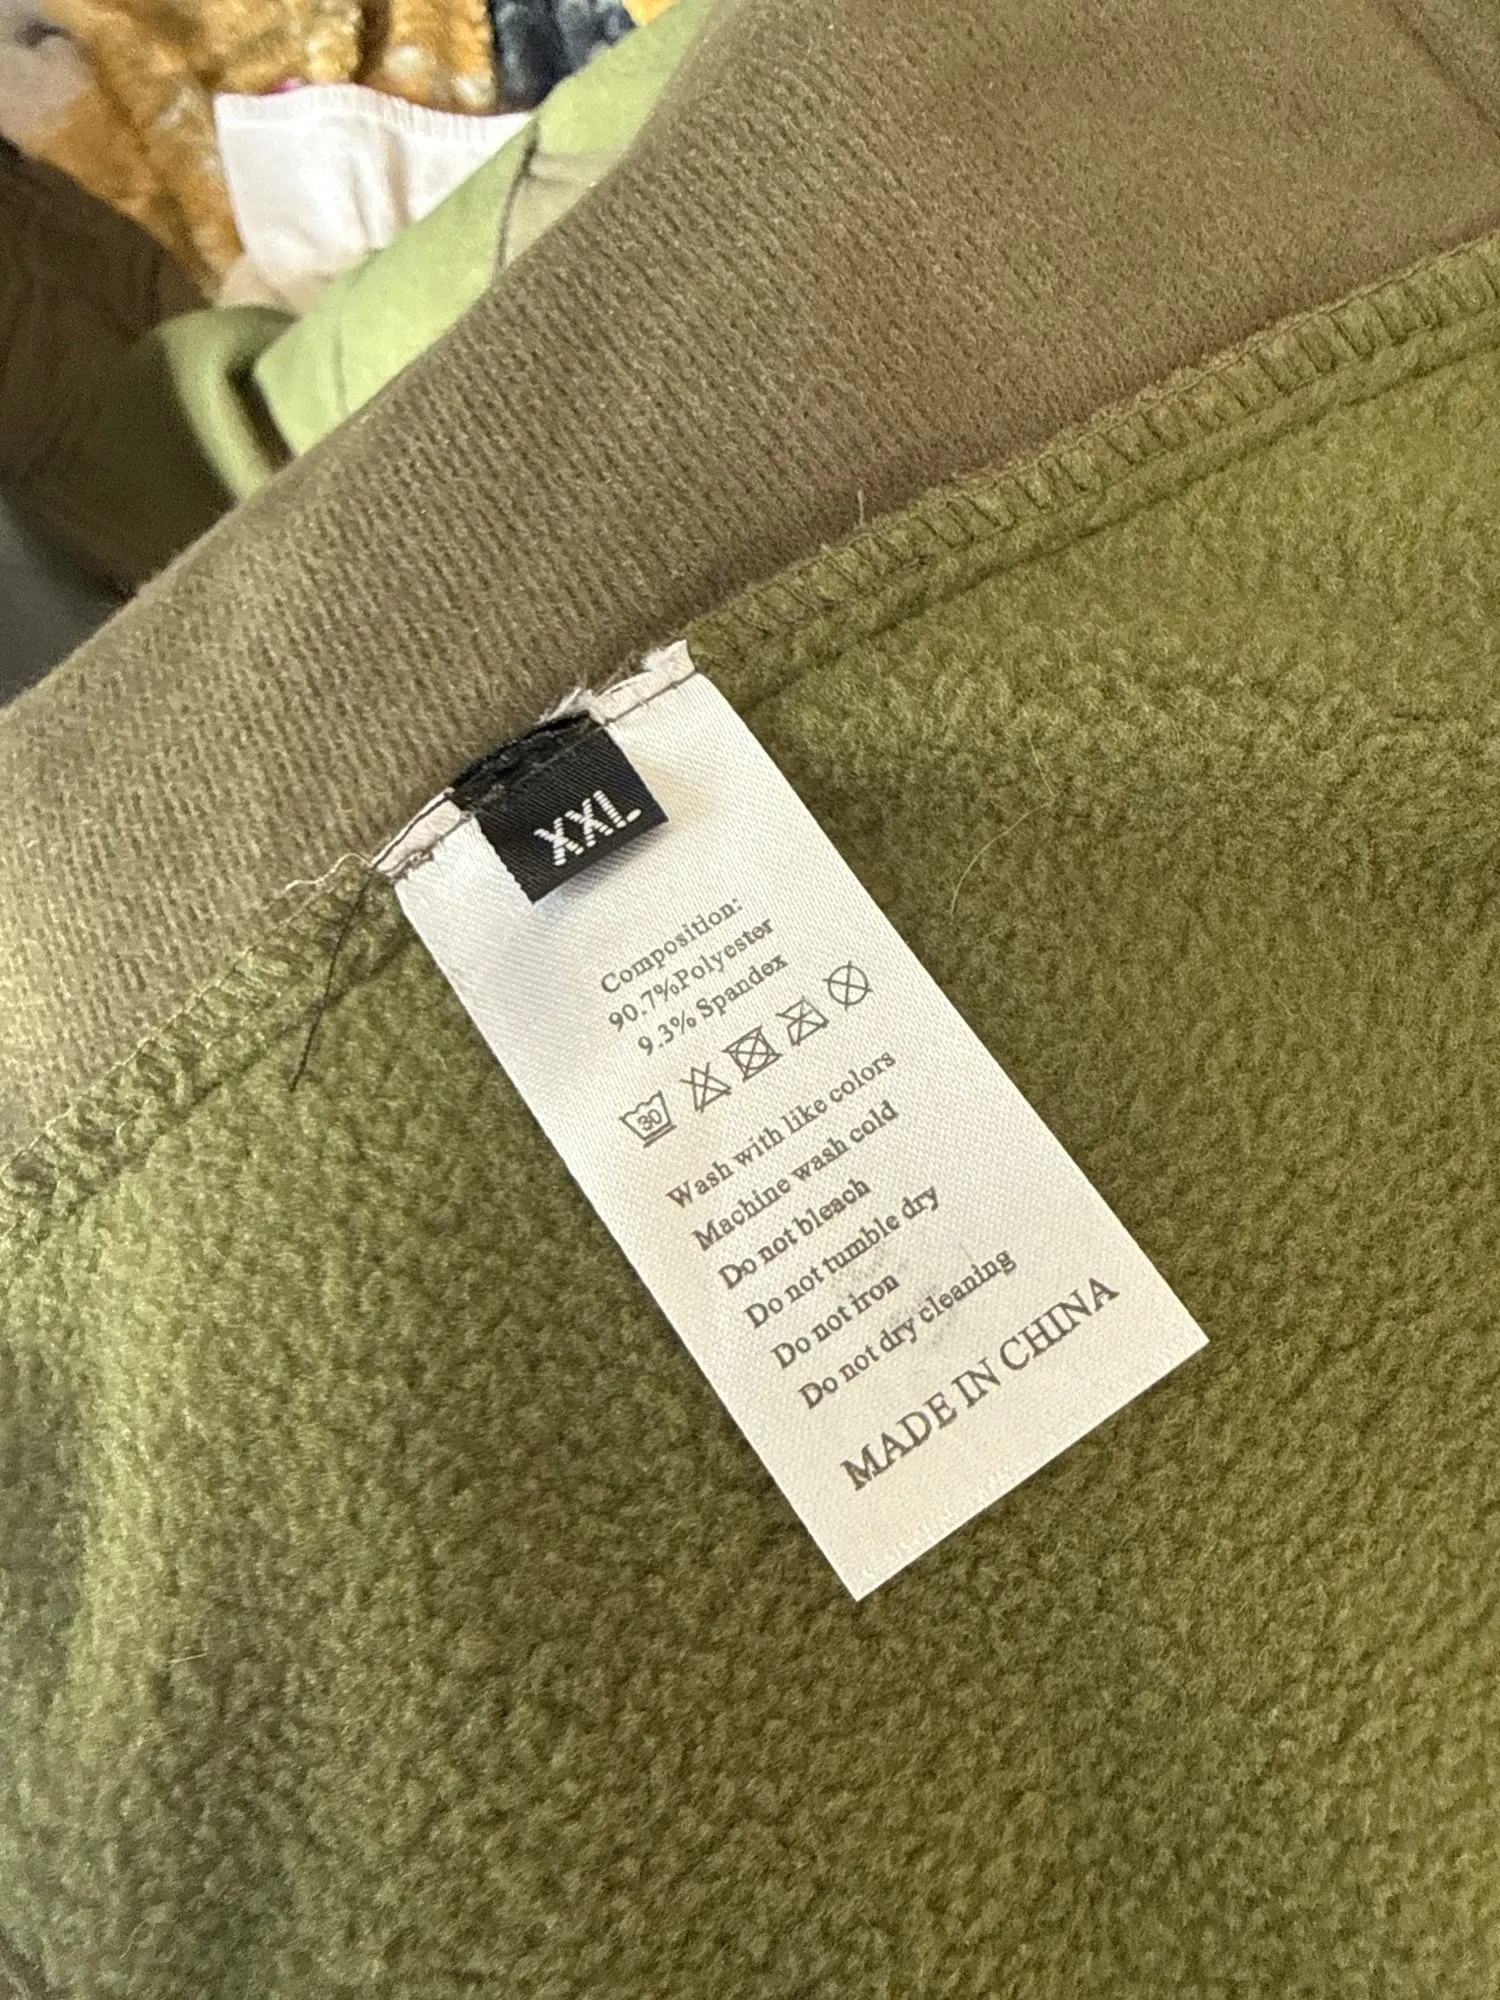 XXL
Composition:
90.7%Polyester
9.3% Spandex
30
Wash with like colors
Machine wash cold
Do not bleach
Do not tumble dry
Do not iron
Do not dry cleaning
MADE IN CHINA